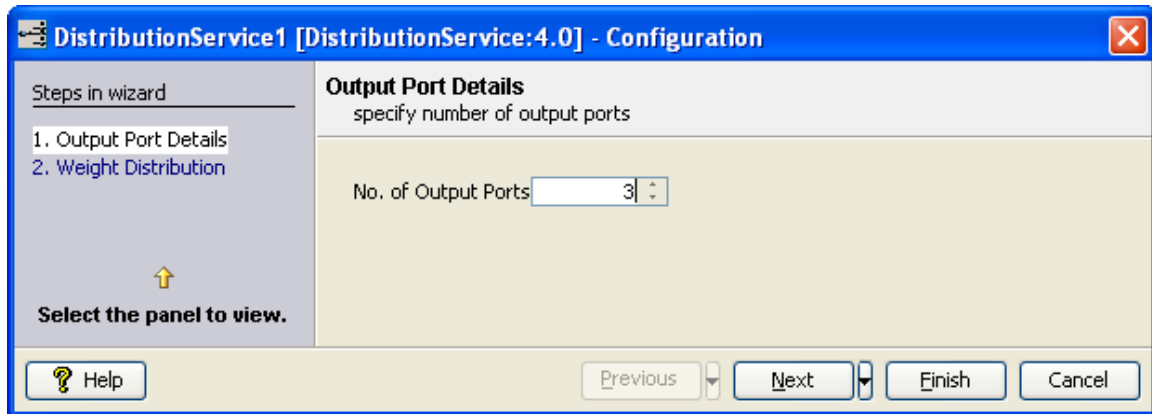 DistributionService1 [DistributionService:4.0] - Configuration
Steps in wizard
1. Output Port Details
2. Weight Distribution
Select the panel to view.
Output Port Details
specify number of output ports
No. of Output Ports 3
Help
Previous
Next
Finish
Cancel